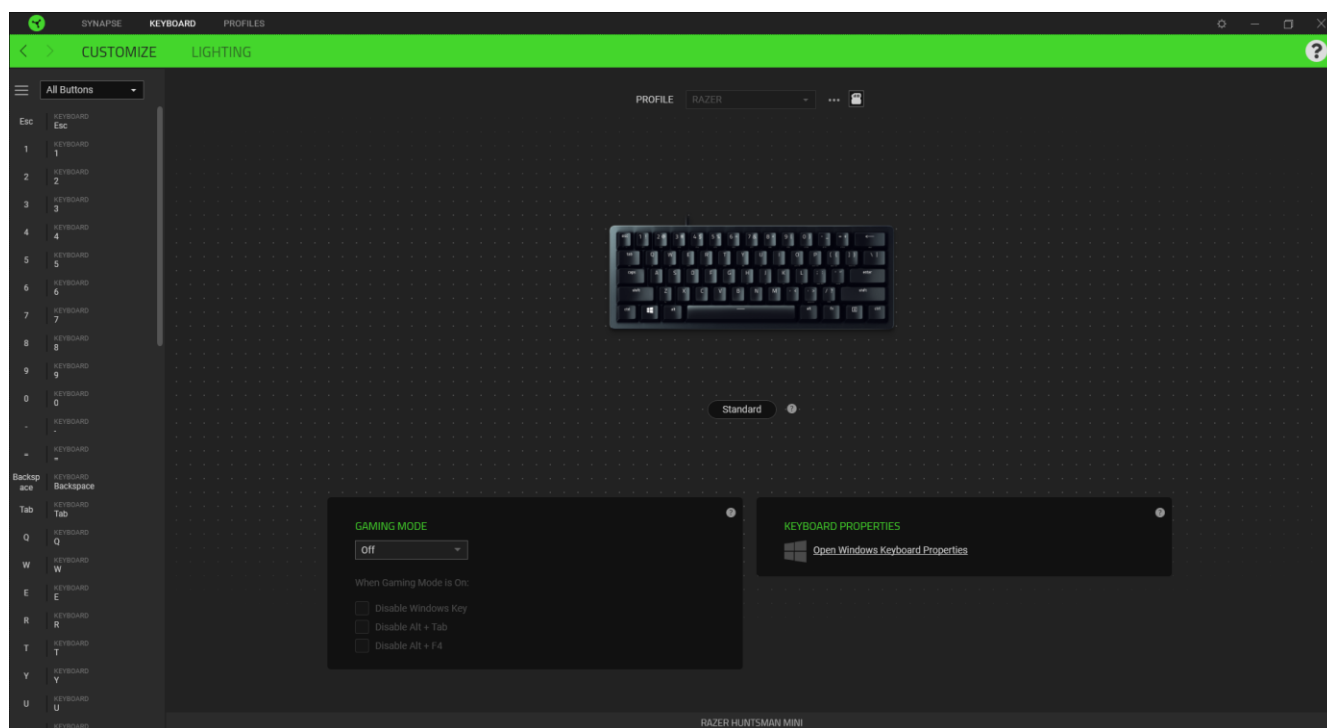 SYNAPSE KEYBOARD PROFILES
CUSTOMIZE LIGHTING
?
All Buttons
PROFILE RAZER
Esc KEYBOARD
Esc
1 KEYBOARD
1
2 KEYBOARD
2
3 KEYBOARD
3
4 KEYBOARD
4
5 KEYBOARD
5
6 KEYBOARD
6
7 KEYBOARD
7
8 KEYBOARD
8
9 KEYBOARD
9
0 KEYBOARD
0
- KEYBOARD
-
= KEYBOARD
=
Backsp
ace
KEYBOARD
Backspace
Tab KEYBOARD
Tab
Q KEYBOARD
Q
W KEYBOARD
W
E KEYBOARD
E
R KEYBOARD
R
T KEYBOARD
T
Y KEYBOARD
Y
U KEYBOARD
U
KEYBOARD
Standard ?
GAMING MODE ?
Off
When Gaming Mode is On:
Disable Windows Key
Disable Alt + Tab
Disable Alt + F4
KEYBOARD PROPERTIES ?
Open Windows Keyboard Properties
RAZER HUNTSMAN MINI